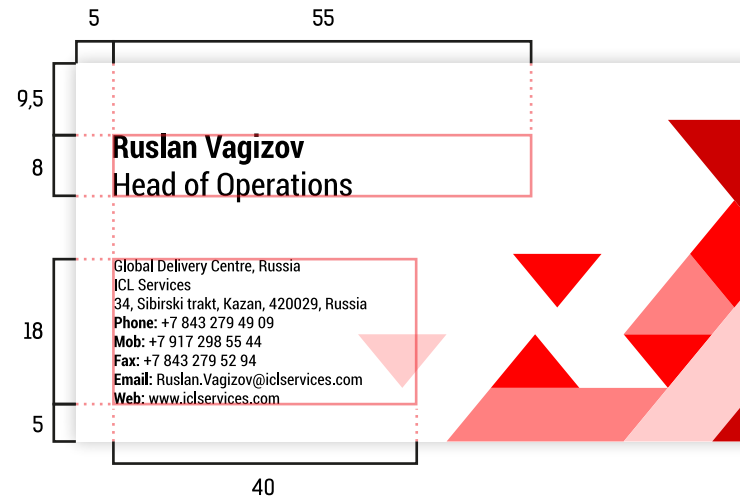 5 55
9,5
8
Ruslan Vagizov
Head of Operations
18
Global Delivery Centre, Russia
ICL Services
34, Sibirski trakt, Kazan, 420029, Russia
Phone: +7 843 279 49 09
Mob: +7 917 298 55 44
Fax: +7 843 279 52 94
Email: Ruslan.Vagizov@iclservices.com
Web: www.iclservices.com
5
40